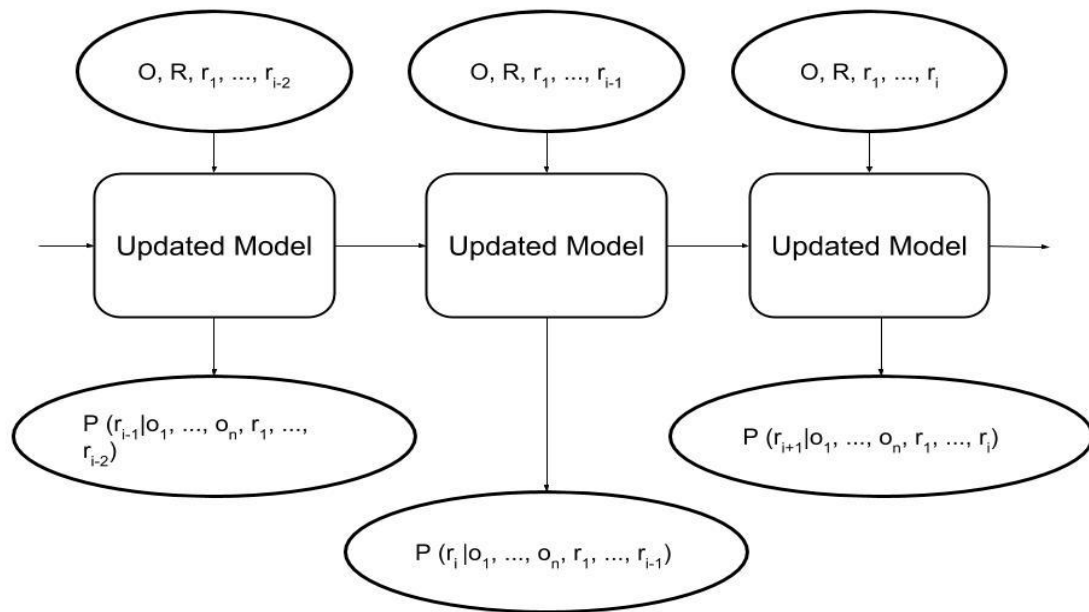 O, R, r₁, ..., rᵢ₋₂
O, R, r₁, ..., rᵢ₋₁
O, R, r₁, ..., rᵢ
Updated Model
Updated Model
Updated Model
P (rᵢ₋₁|o₁, ..., oₙ, r₁, ...,
rᵢ₋₂)
P (rᵢ₊₁|o₁, ..., oₙ, r₁, ..., rᵢ)
P (rᵢ |o₁, ..., oₙ, r₁, ..., rᵢ₋₁)